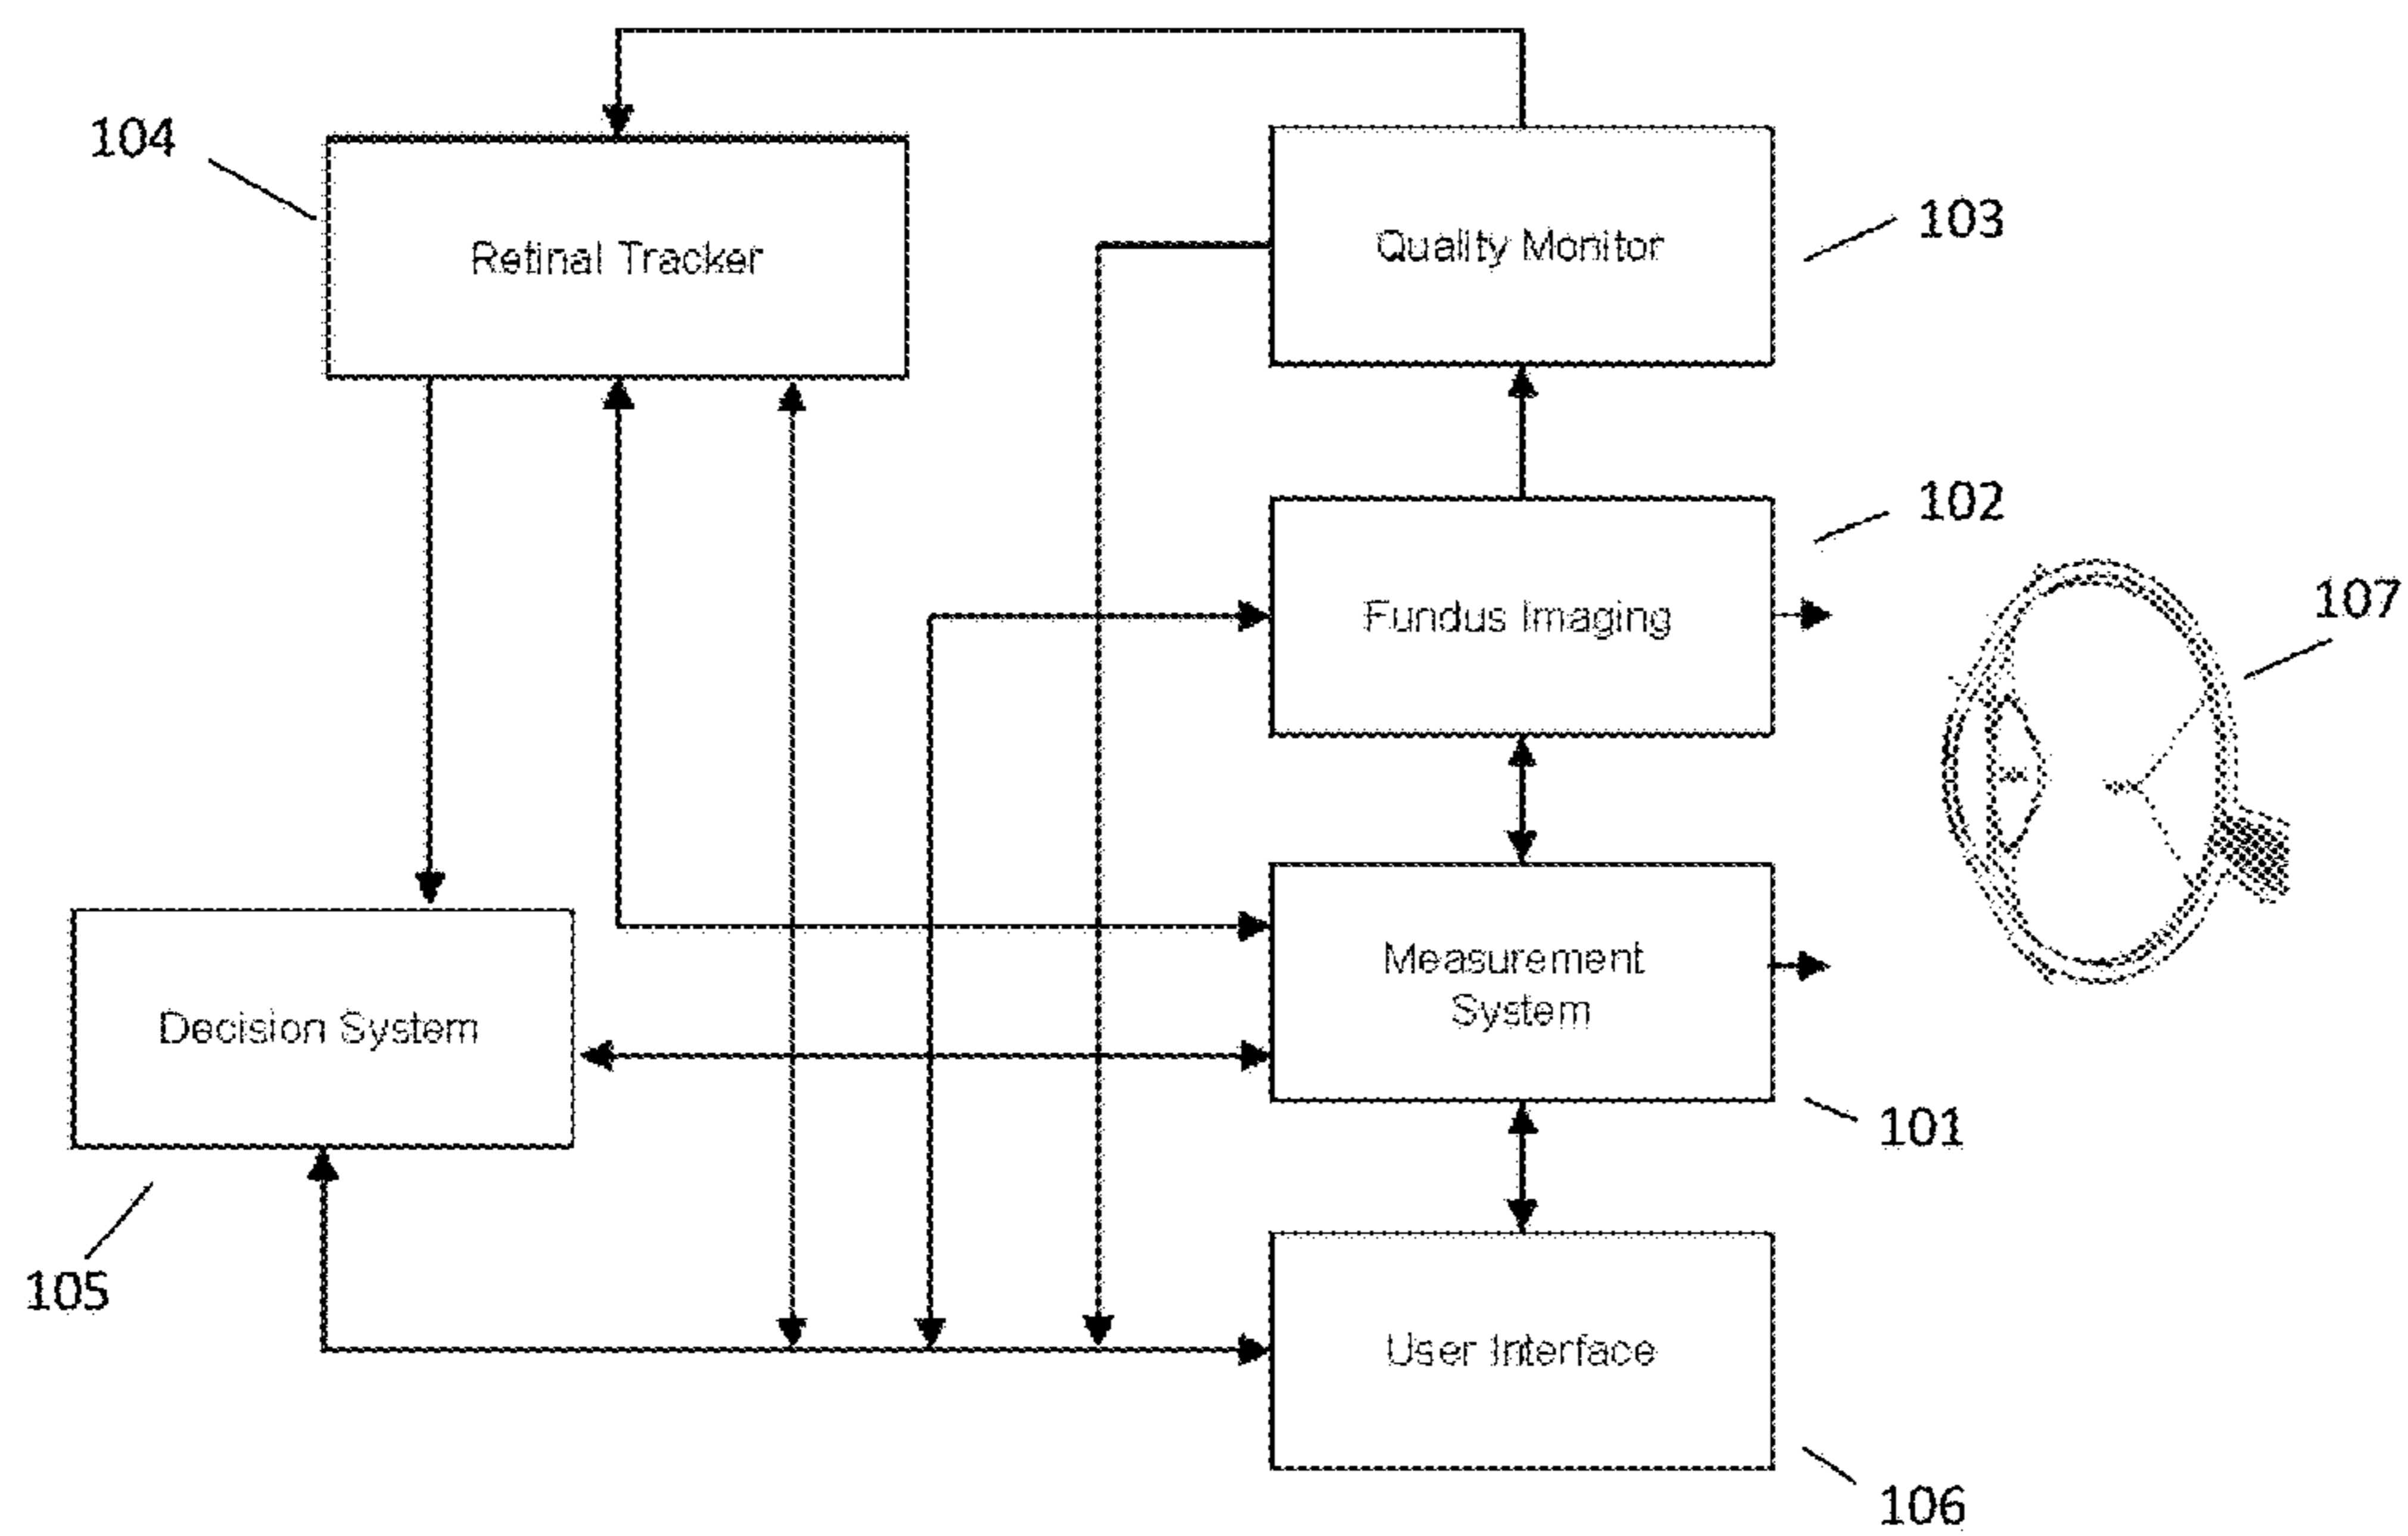 104
Retinal Tracker
Quality Monitor
103
102
Fundus Imaging
107
Measurement
System
Decision System
101
105
User Interface
106